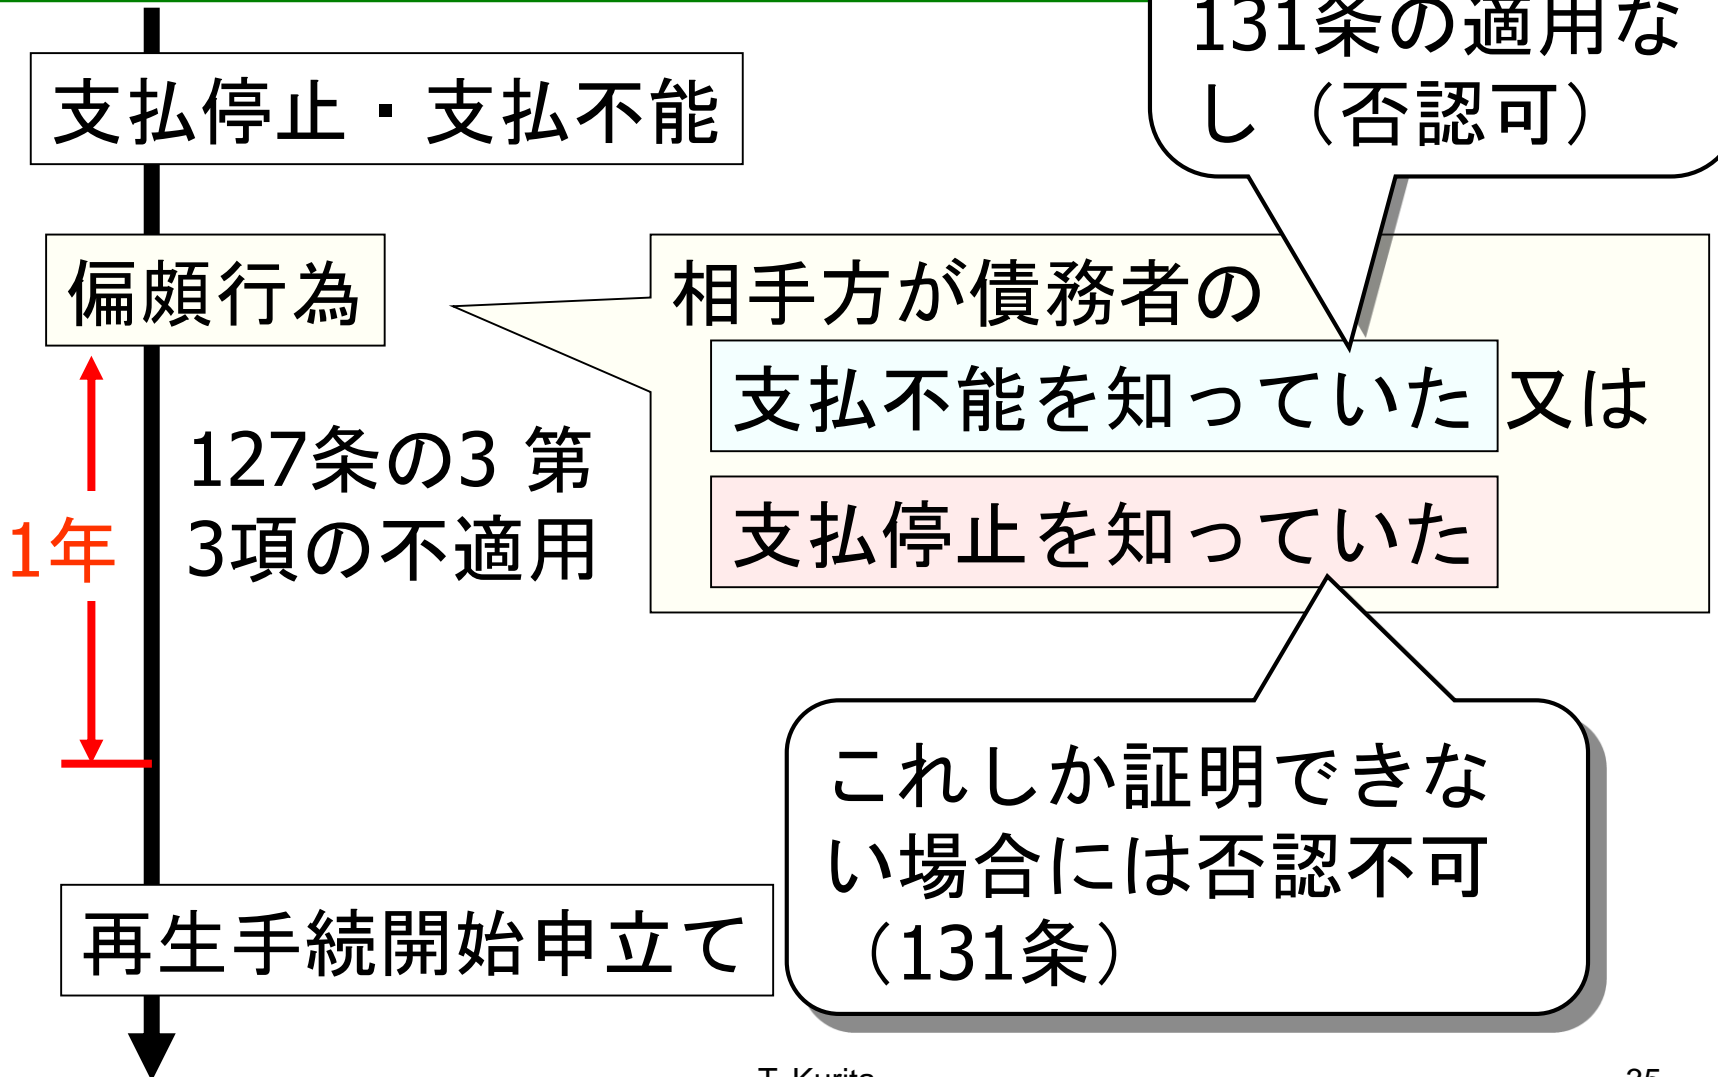 131条の適用な
し（否認可）
支払停止・支払不能
偏頗行為
相手方が債務者の
支払不能を知っていた 又は
支払停止を知っていた
127条の3 第
3項の不適用
1年
これしか証明できな
い場合には否認不可
（131条）
再生手続開始申立て
T. Kurita
35